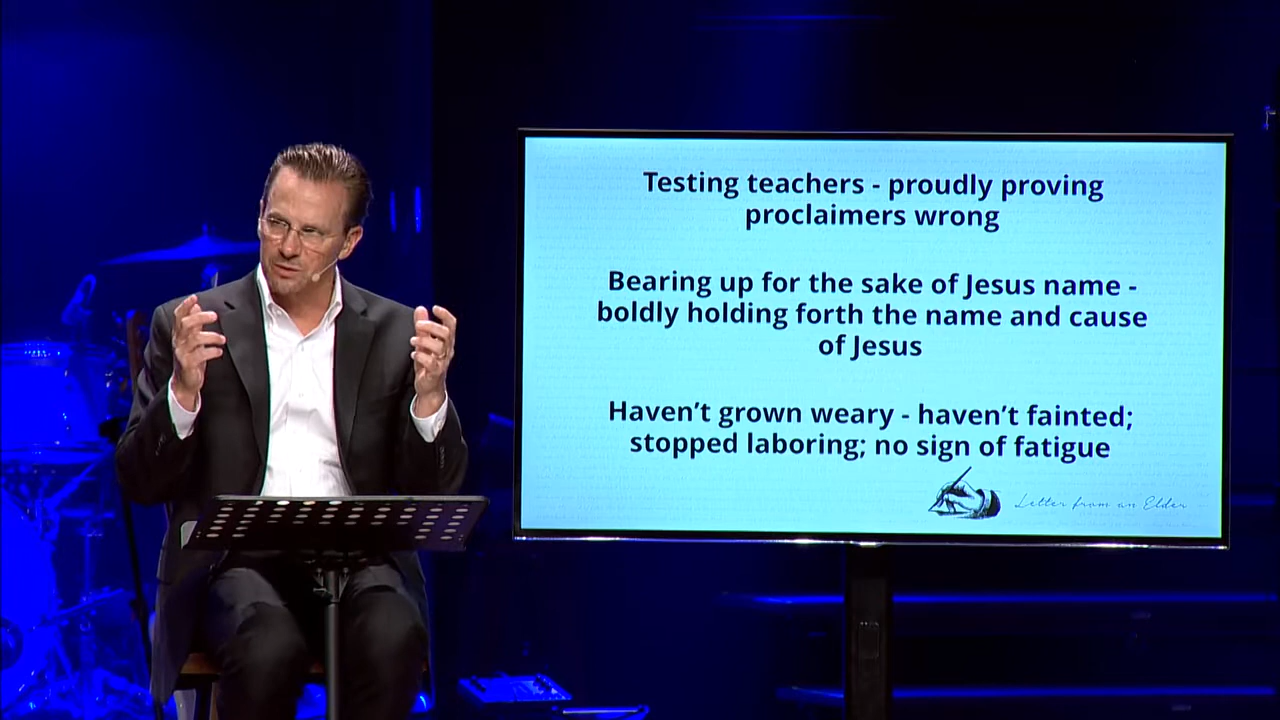 Testing teachers - proudly proving
proclaimers wrong
Bearing up for the sake of Jesus name -
boldly holding forth the name and cause
of Jesus
Haven’t grown weary - haven’t fainted;
stopped laboring; no sign of fatigue
Letter from an Elder